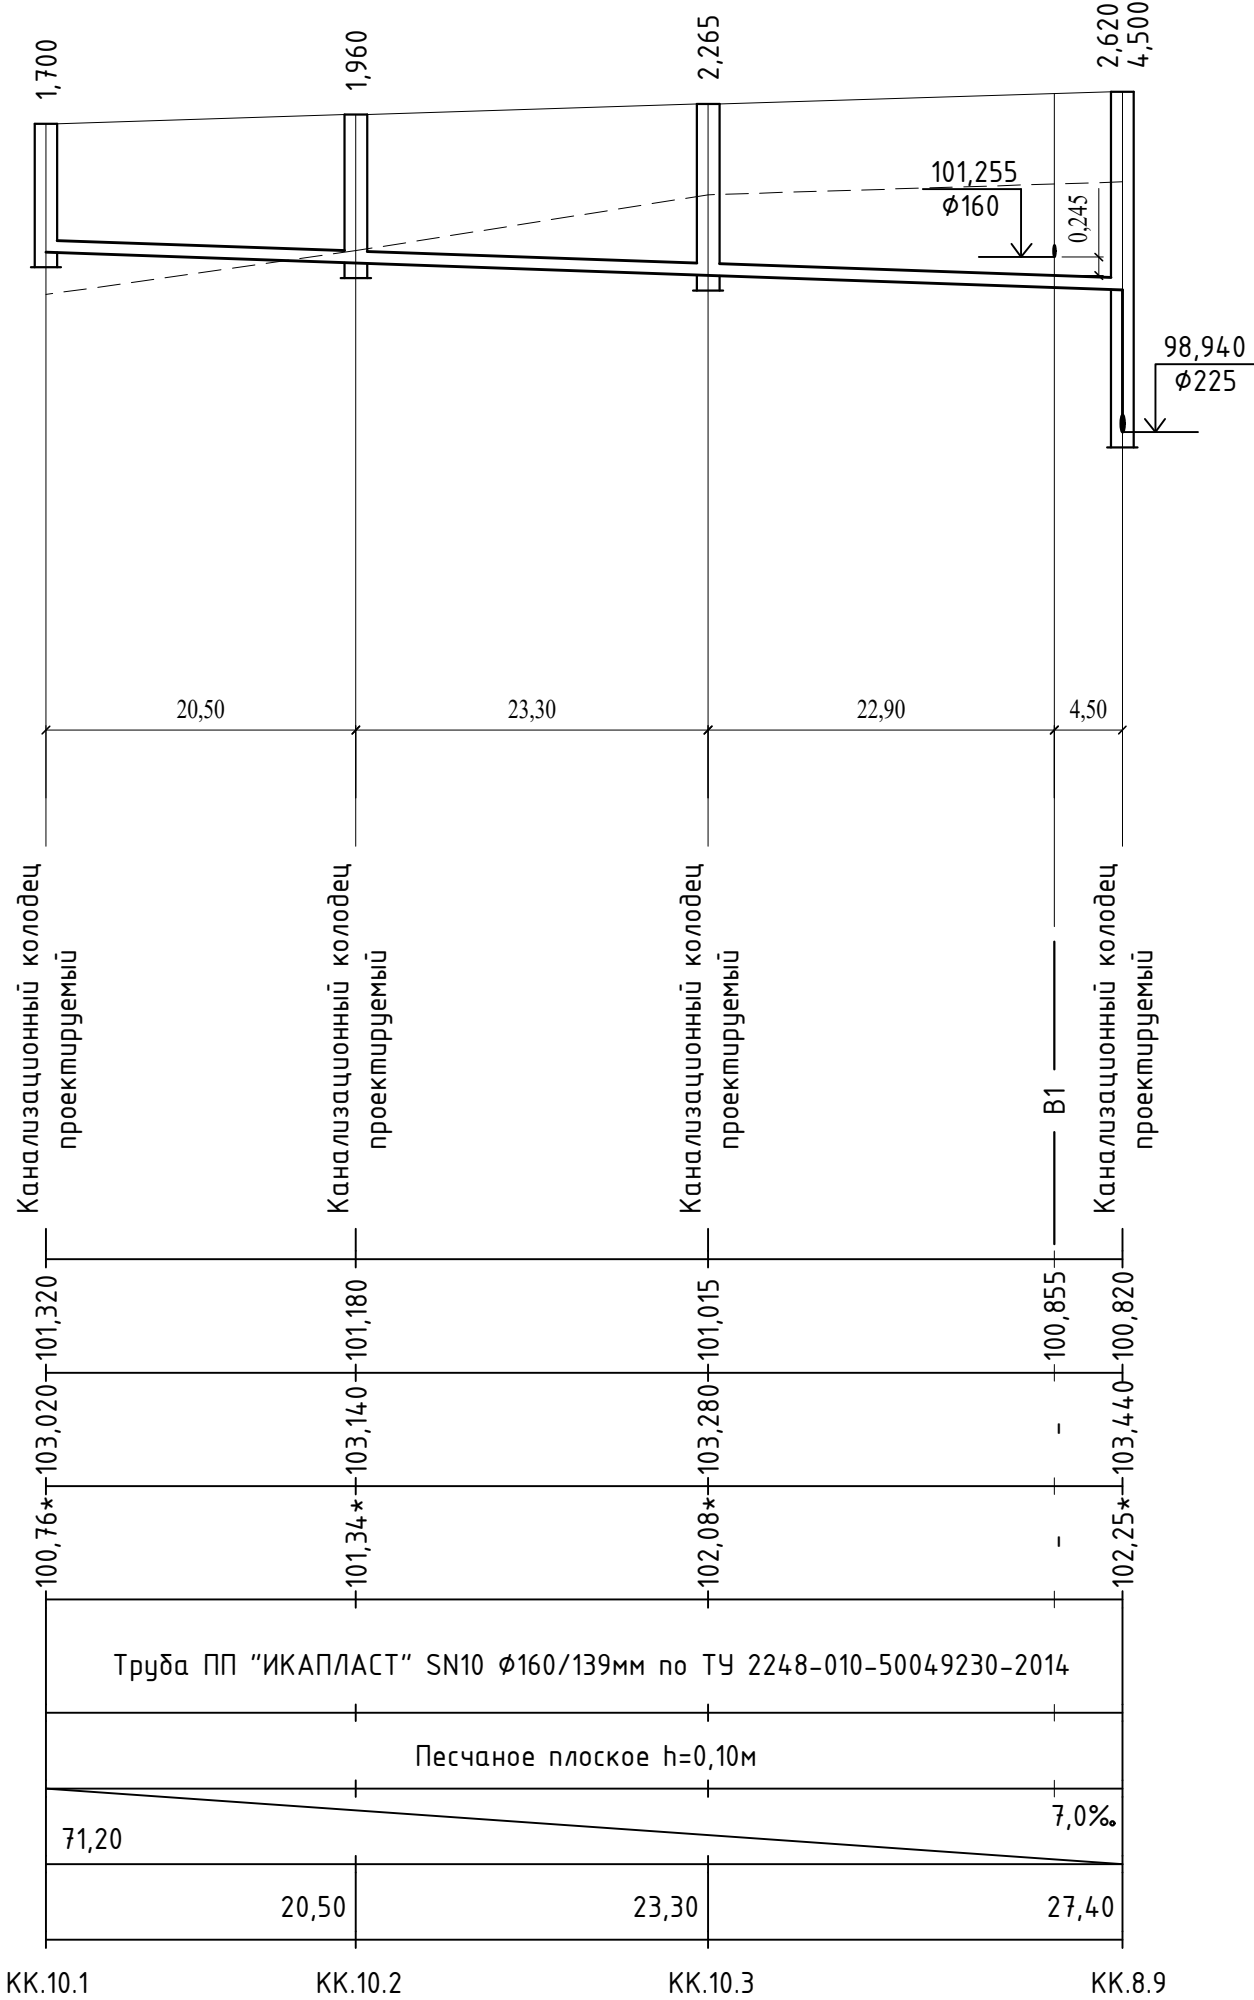 1,700
1,960
2,265
2,620
4,500
101,255
Φ160
0,245
98,940
Φ225
20,50
23,30
22,90
4,50
Канализационный колодец
проектируемый
Канализационный колодец
проектируемый
Канализационный колодец
проектируемый
В1
Канализационный колодец
проектируемый
101,320
101,180
101,015
100,855
100,820
103,020
103,140
103,280
-
103,440
100,76*
101,34*
102,08*
-
102,25*
Труба ПП "ИКАПЛАСТ" SN10 Φ160/139мм по ТУ 2248-010-50049230-2014
Песчаное плоское h=0,10м
71,20
7,0‰
20,50
23,30
27,40
КК.10.1
КК.10.2
КК.10.3
КК.8.9